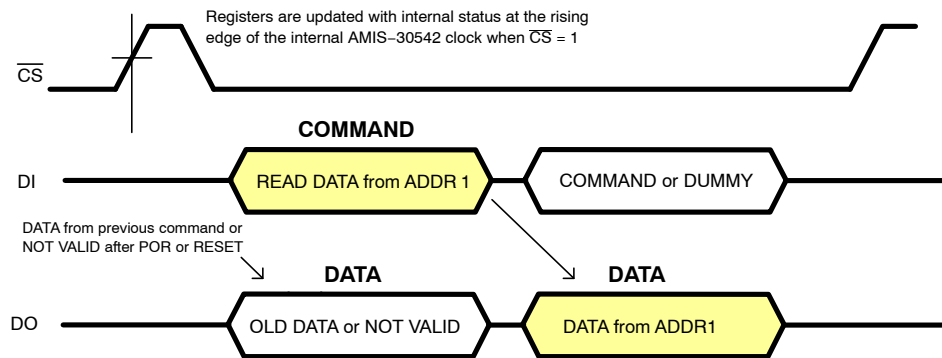 Registers are updated with internal status at the rising
edge of the internal AMIS−30542 clock when C̅S̅ = 1
C̅S̅
COMMAND
DI
READ DATA from ADDR 1
COMMAND or DUMMY
DATA from previous command or
NOT VALID after POR or RESET
DATA
DATA
DO
OLD DATA or NOT VALID
DATA from ADDR1